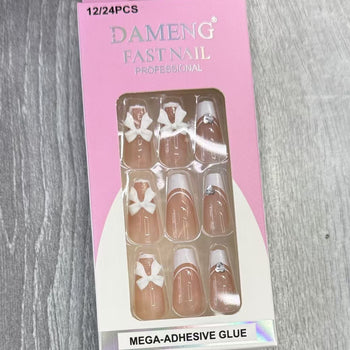 12/24PCS
DAMENG®
FAST NAIL
PROFESSIONAL
MEGA-ADHESIVE GLUE